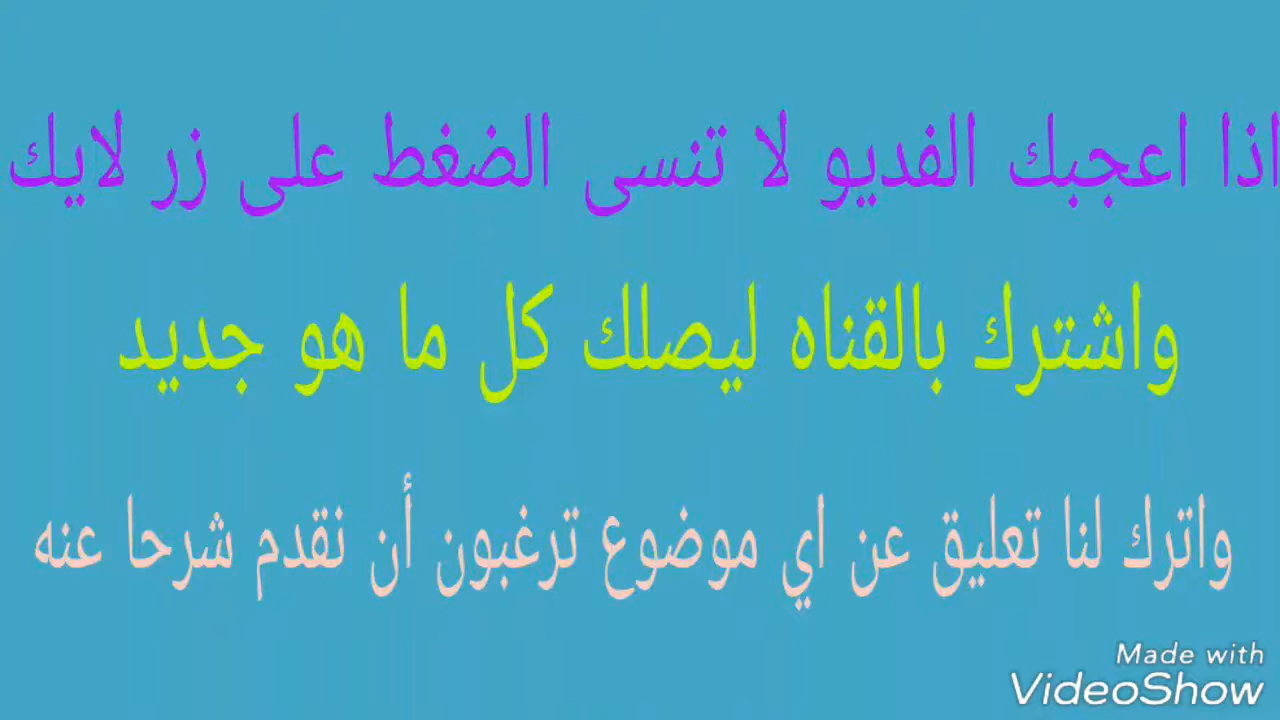 اذا اعجبك الفديو لا تنسى الضغط على زر لايك
واشترك بالقناه ليصلك كل ما هو جديد
واترك لنا تعليق عن اي موضوع ترغبون أن نقدم شرحا عنه
Made with
VideoShow